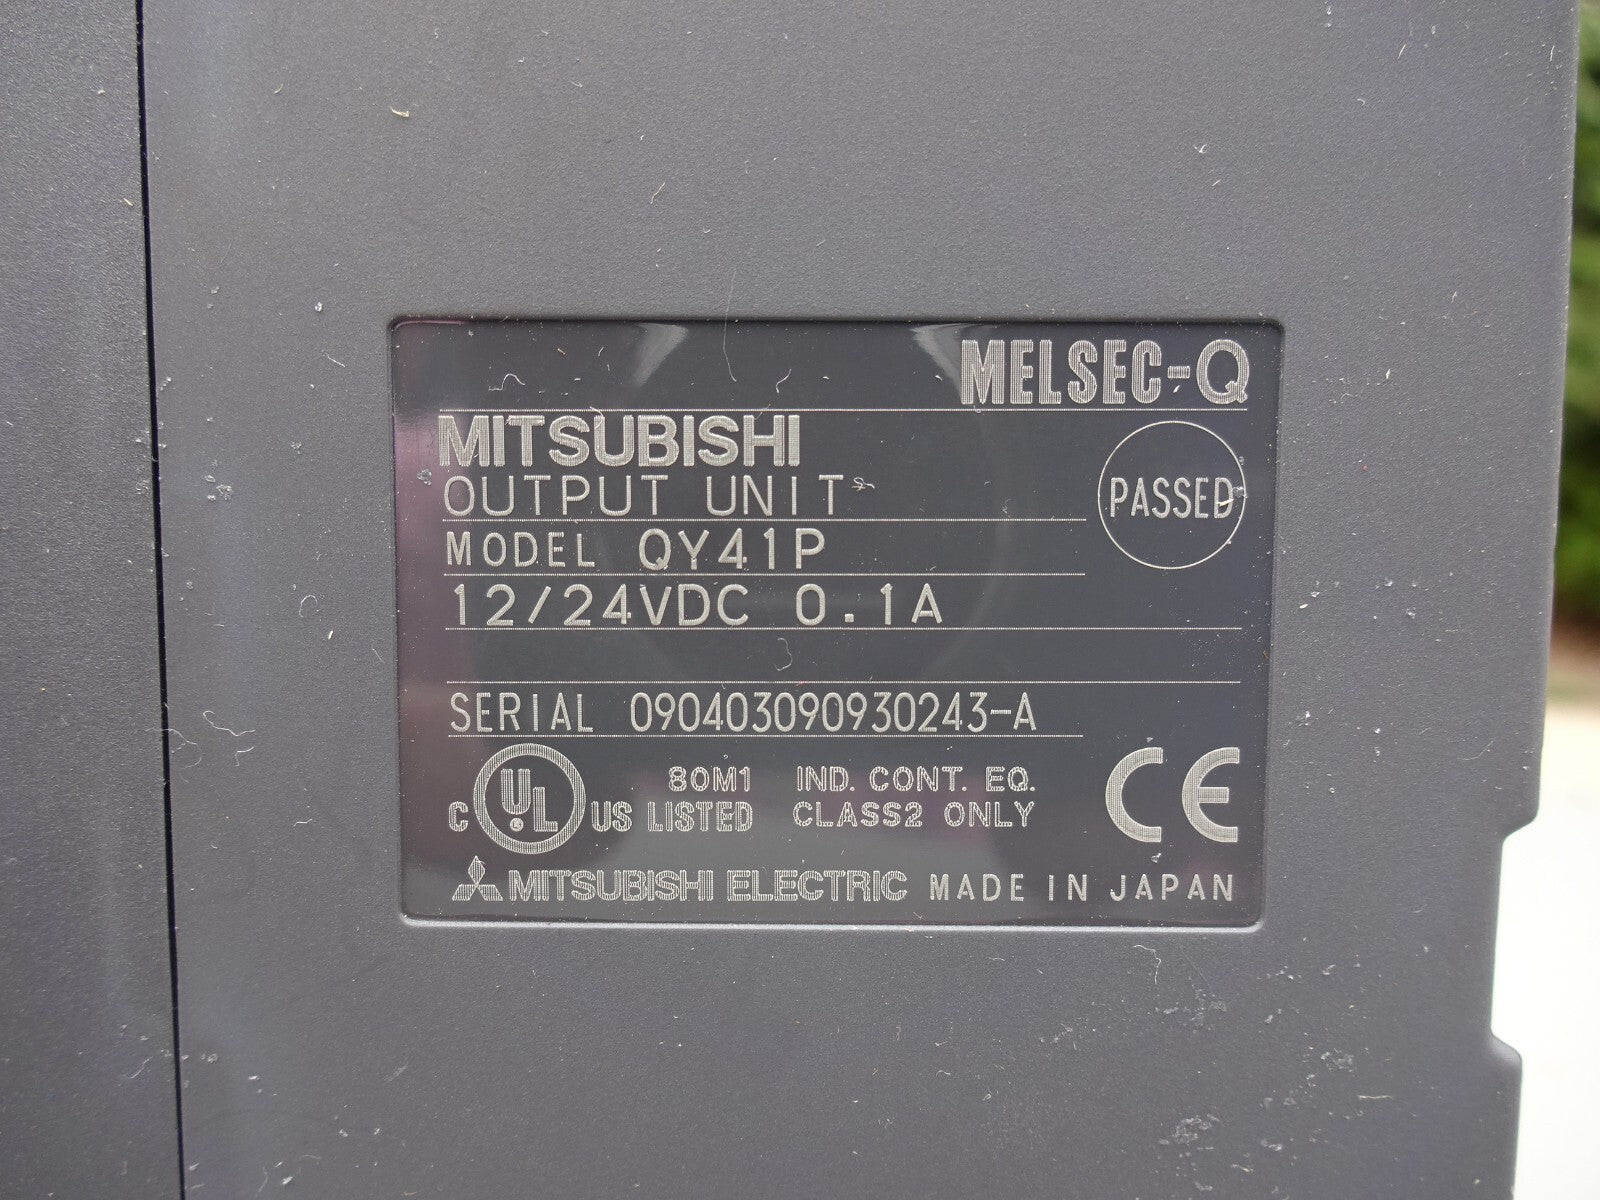 MELSEC-Q
MITSUBISHI
OUTPUT UNIT
PASSED
MODEL QY41P
12/24VDC 0.1A
SERIAL 090403090930243-A
C UL US LISTED
80M1 IND. CONT. EQ.
CLASS2 ONLY
CE
MITSUBISHI ELECTRIC MADE IN JAPAN